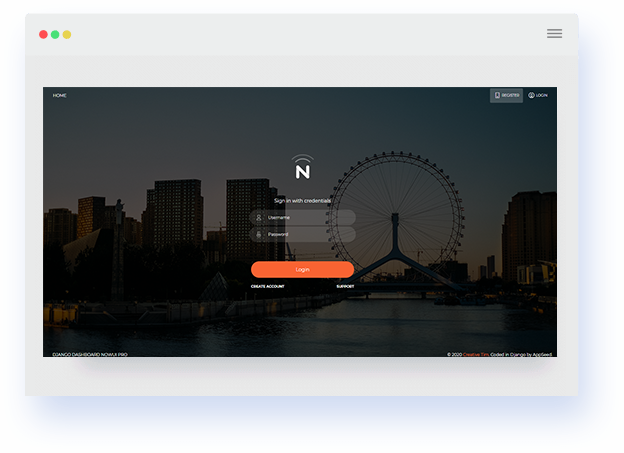 HOME
REGISTER
LOGIN
N
Sign in with credentials
Username
Password
Login
CREATE ACCOUNT
SUPPORT
DJANGO DASHBOARD NOWUI PRO
© 2020 Creative Tim, Coded in Django by AppSeed.